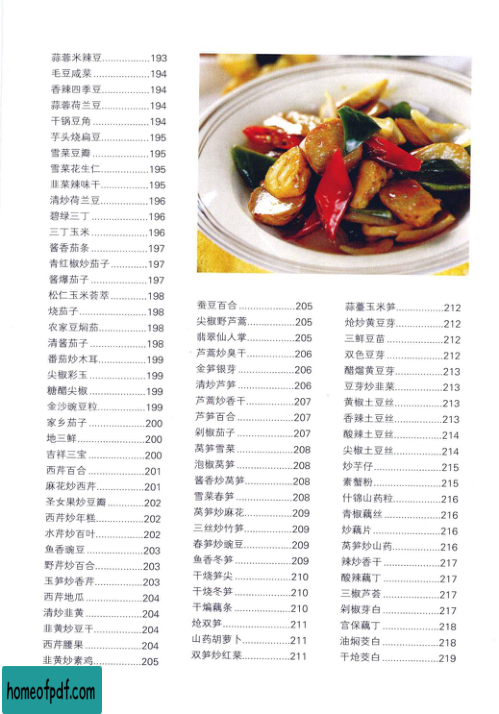 蒜蓉米辣豆..................193
毛豆咸菜......................194
香辣四季豆..................194
蒜蓉荷兰豆..................194
干锅豆角......................194
芋头烧扁豆..................195
雪菜豆瓣......................195
雪菜花生仁..................195
韭菜辣味干..................195
清炒荷兰豆..................196
碧绿三丁......................196
三丁玉米......................196
酱香茄条......................197
青红椒炒茄子..............197
酱爆茄子......................197
松仁玉米荟萃..............198
烧茄子..........................198
农家豆焖茄..................198
清酱茄子......................198
番茄炒木耳..................199
尖椒彩玉......................199
糖醋尖椒......................199
金沙豌豆粒..................199
家乡茄子......................200
地三鲜..........................200
吉祥三宝......................200
西芹百合......................201
麻花炒西芹..................201
圣女果炒豆瓣..............202
西芹炒年糕..................202
水芹炒百叶..................202
鱼香豌豆......................203
野芹炒百合..................203
玉笋炒香芹..................203
西芹地瓜......................204
清炒韭黄......................204
韭黄炒豆干..................204
西芹腰果......................204
韭黄炒素鸡..................205
蚕豆百合......................205
尖椒野芦蒿..................205
翡翠仙人掌..................205
芦蒿炒臭干..................206
金笋银芽......................206
清炒芦笋......................206
芦蒿炒香干..................207
芦笋百合......................207
剁椒茄子......................207
莴笋雪菜......................208
泡椒莴笋......................208
酱香炒莴笋..................208
雪菜春笋......................208
莴笋炒麻花..................209
三丝炒竹笋..................209
春笋炒豌豆..................209
鱼香冬笋......................209
干烧笋尖......................210
干烧冬笋......................210
干煸藕条......................210
炝双笋..........................211
山药胡萝卜..................211
双笋炒红菜..................211
蒜薹玉米笋..................212
炝炒黄豆芽..................212
三鲜豆苗......................212
双色豆芽......................212
醋熘黄豆芽..................213
豆芽炒韭菜..................213
黄椒土豆丝..................213
香辣土豆丝..................213
酸辣土豆丝..................214
尖椒土豆丝..................214
炒芋仔..........................215
素蟹粉..........................215
什锦山药粒..................216
青椒藕丝......................216
炒藕片..........................216
莴笋炒山药..................216
辣炒香干......................217
酸辣藕丁......................217
三椒芦荟......................217
剁椒芽白......................217
宫保藕丁......................218
油焖茭白......................218
干烩茭白......................219
homeofpdf.com